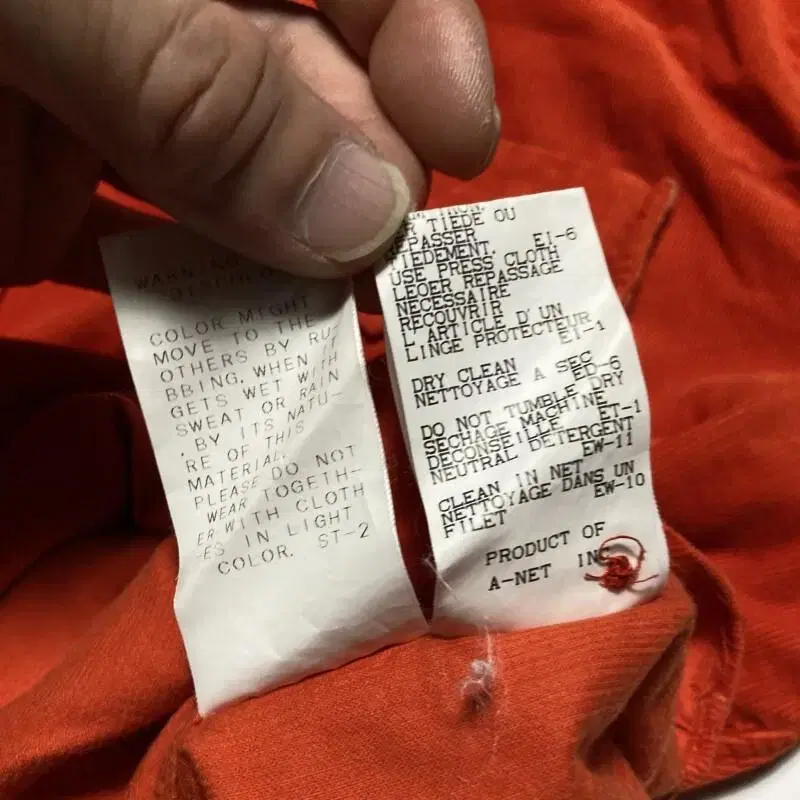 COLOR MIGHT
MOVE TO THE
OTHERS BY RU-
BBING, WHEN IT
GETS WET WITH
SWEAT OR RAIN
, BY ITS NATU-
RE OF THIS
MATERIAL.
PLEASE DO NOT
WEAR TOGETH-
ER WITH CLOTH
-ES IN LIGHT
COLOR. ST-2
TIEDE OU
REPASSER
TIEDEMENT. EI-6
USE PRESS CLOTH
LEGER REPASSAGE
NECESSAIRE
RECOUVRIR
L ARTICLE D'UN
LINGE PROTECTEUR
EI-1
DRY CLEAN
NETTOYAGE A SEC
ED-6
DO NOT TUMBLE DRY
SECHAGE MACHINE
DECONSEILLE ET-1
NEUTRAL DETERGENT
EW-11
CLEAN IN NET
NETTOYAGE DANS UN
FILET EW-10
PRODUCT OF
A-NET INC